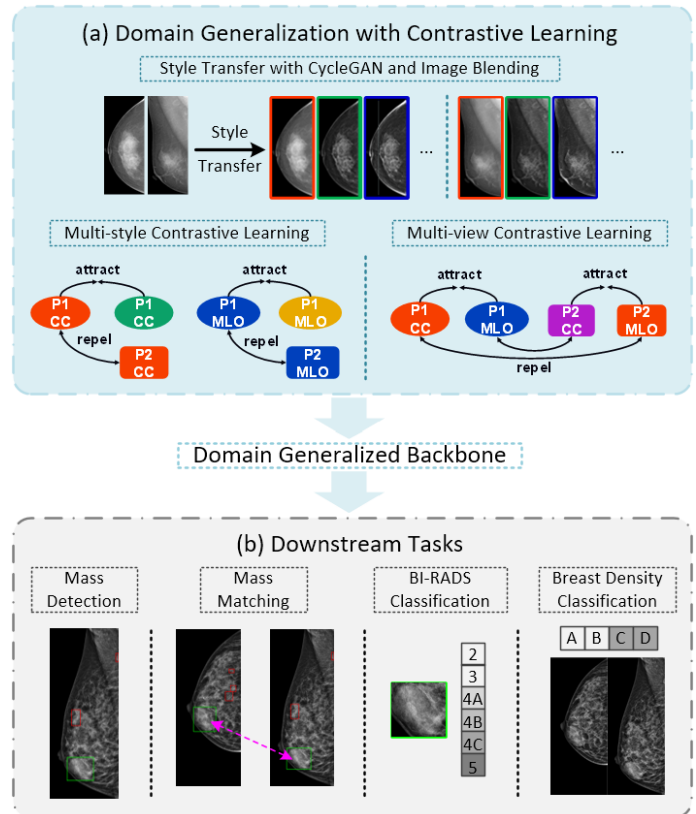 (a) Domain Generalization with Contrastive Learning
Style Transfer with CycleGAN and Image Blending
Style
Transfer
...
...
Multi-style Contrastive Learning
attract
P1
CC
P1
CC
repel
P2
CC
attract
P1
MLO
P1
MLO
repel
P2
MLO
Multi-view Contrastive Learning
attract
attract
P1
CC
P1
MLO
P2
CC
P2
MLO
repel
Domain Generalized Backbone
(b) Downstream Tasks
Mass
Detection
Mass
Matching
BI-RADS
Classification
2
3
4A
4B
4C
5
Breast Density
Classification
A B C D